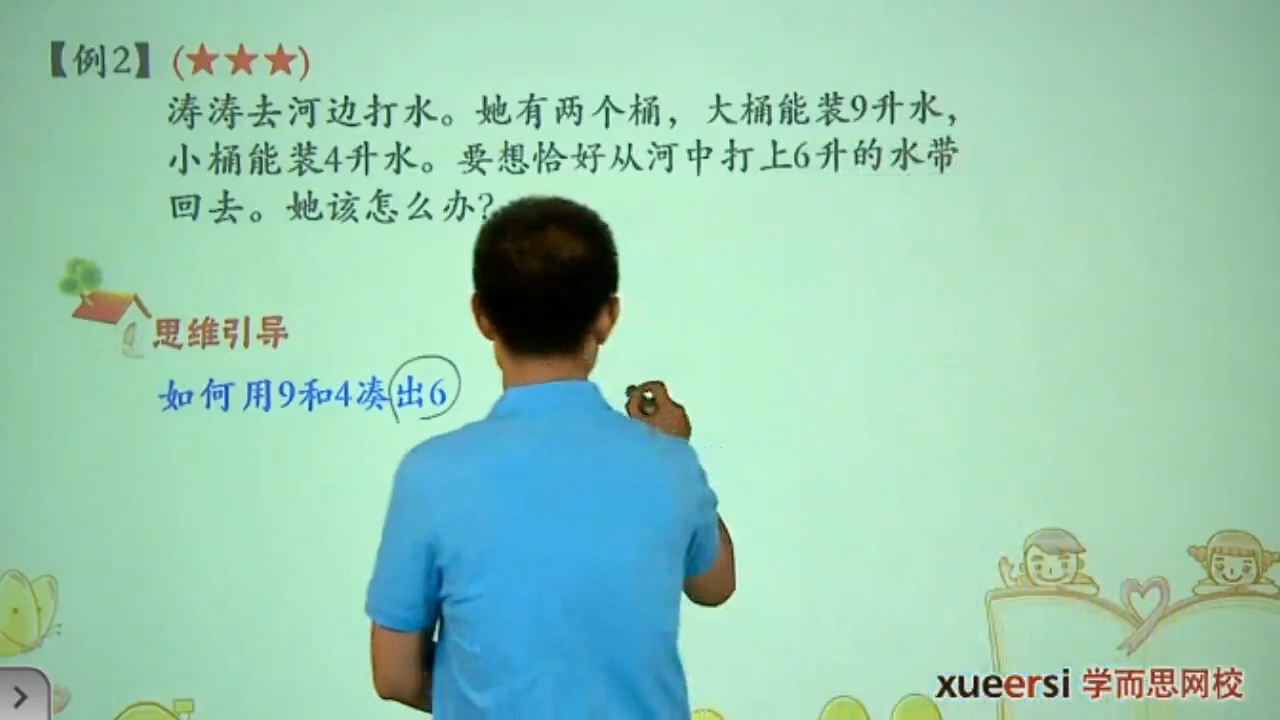 【例2】(★★★)
涛涛去河边打水。她有两个桶，大桶能装9升水，
小桶能装4升水。要想恰好从河中打上6升的水带
回去。她该怎么办?
思维引导
如何用9和4凑出6
xueersi 学而思网校